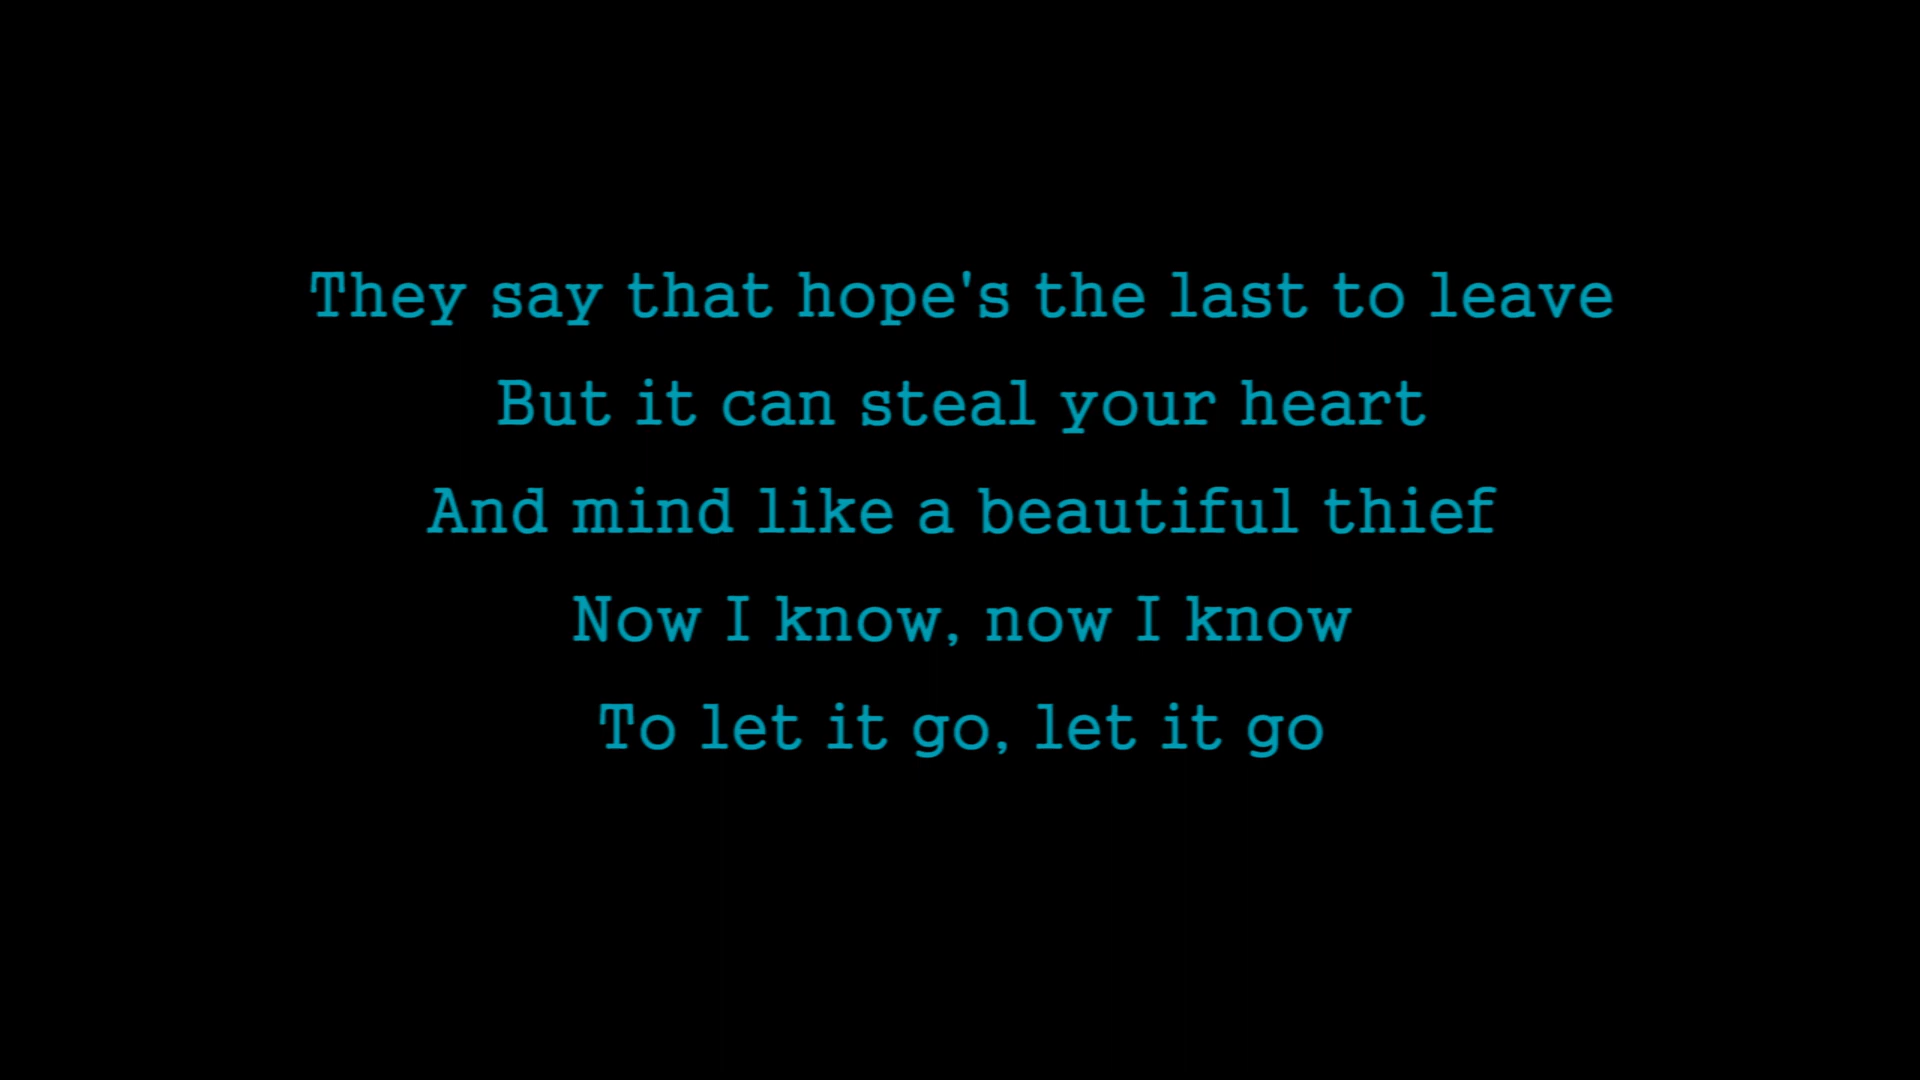 They say that hope's the last to leave
But it can steal your heart
And mind like a beautiful thief
Now I know, now I know
To let it go, let it go